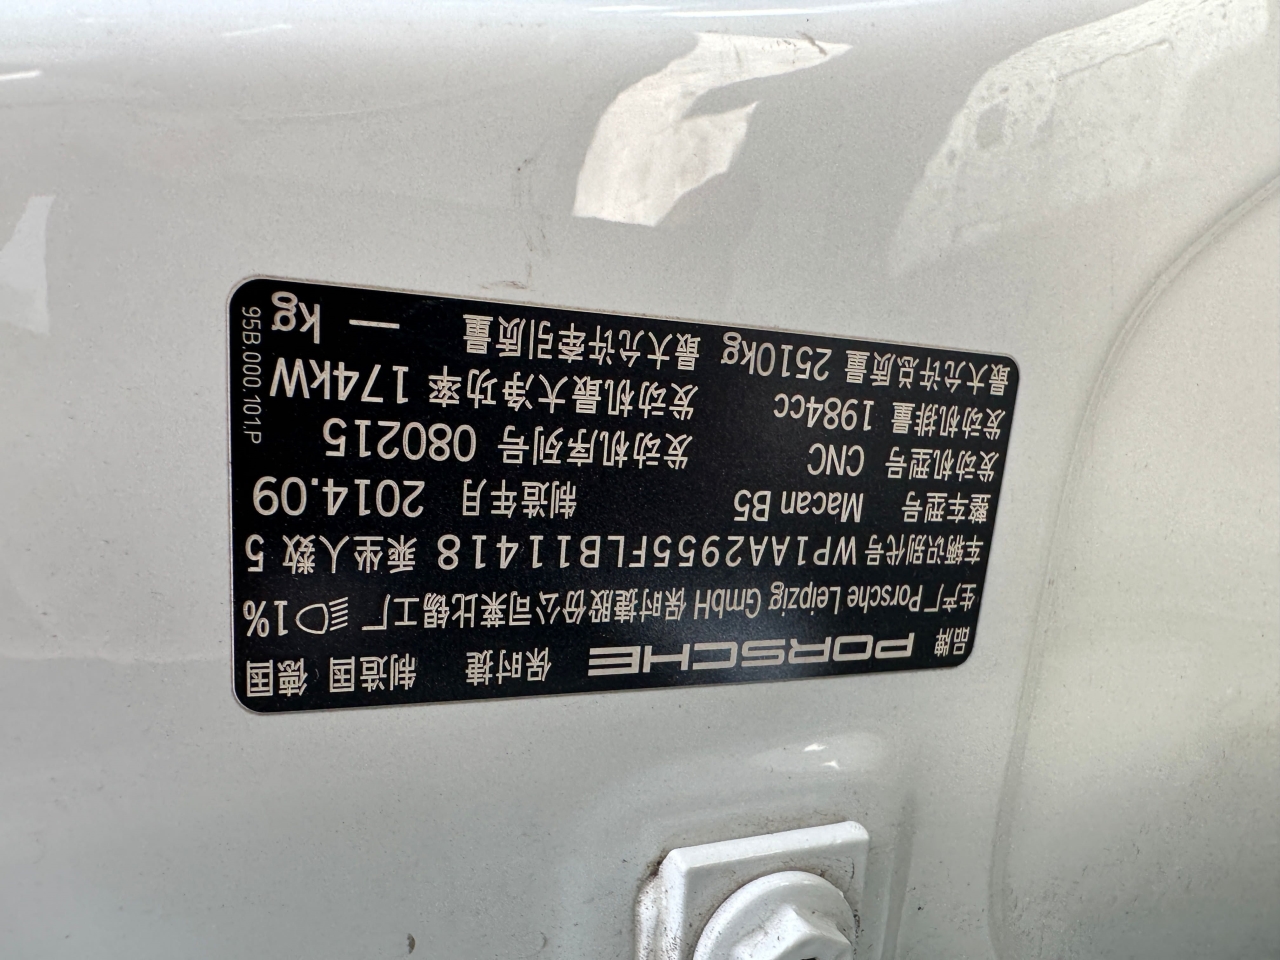 品牌 PORSCHE 保时捷 制造国 德国
生产厂 Porsche Leipzig GmbH 保时捷股份公司莱比锡工厂 1%
车辆识别代号 WP1AA2955FLB11418 乘坐人数 5
整车型号 Macan B5 制造年月 2014.09
发动机型号 CNC 发动机序列号 080215
发动机排量 1984cc 发动机最大净功率 174kW
最大允许总质量 2510kg 最大允许牵引质量 — kg
95B.000.101.P